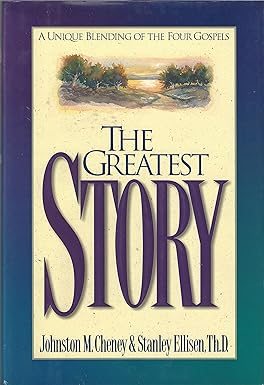 A UNIQUE BLENDING OF THE FOUR GOSPELS
THE
GREATEST
STORY
Johnston M. Cheney & Stanley Ellisen, Th.D.